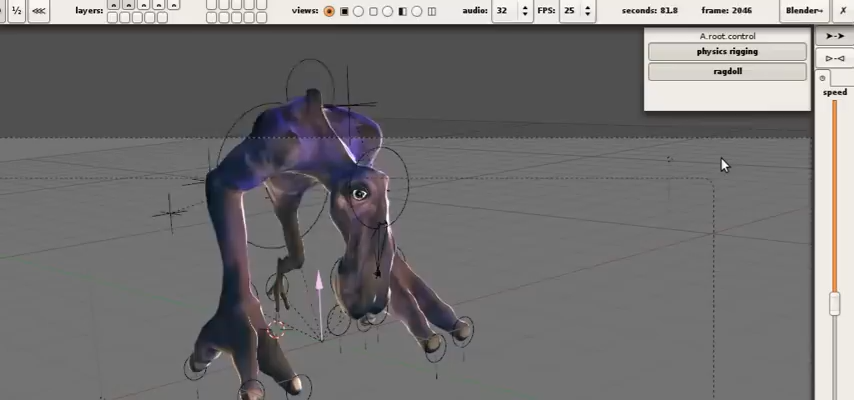 ½ <<< layers: views: audio: 32 FPS: 25 seconds: 81.8 frame: 2046 Blender
A.root.control
physics rigging
ragdoll
speed